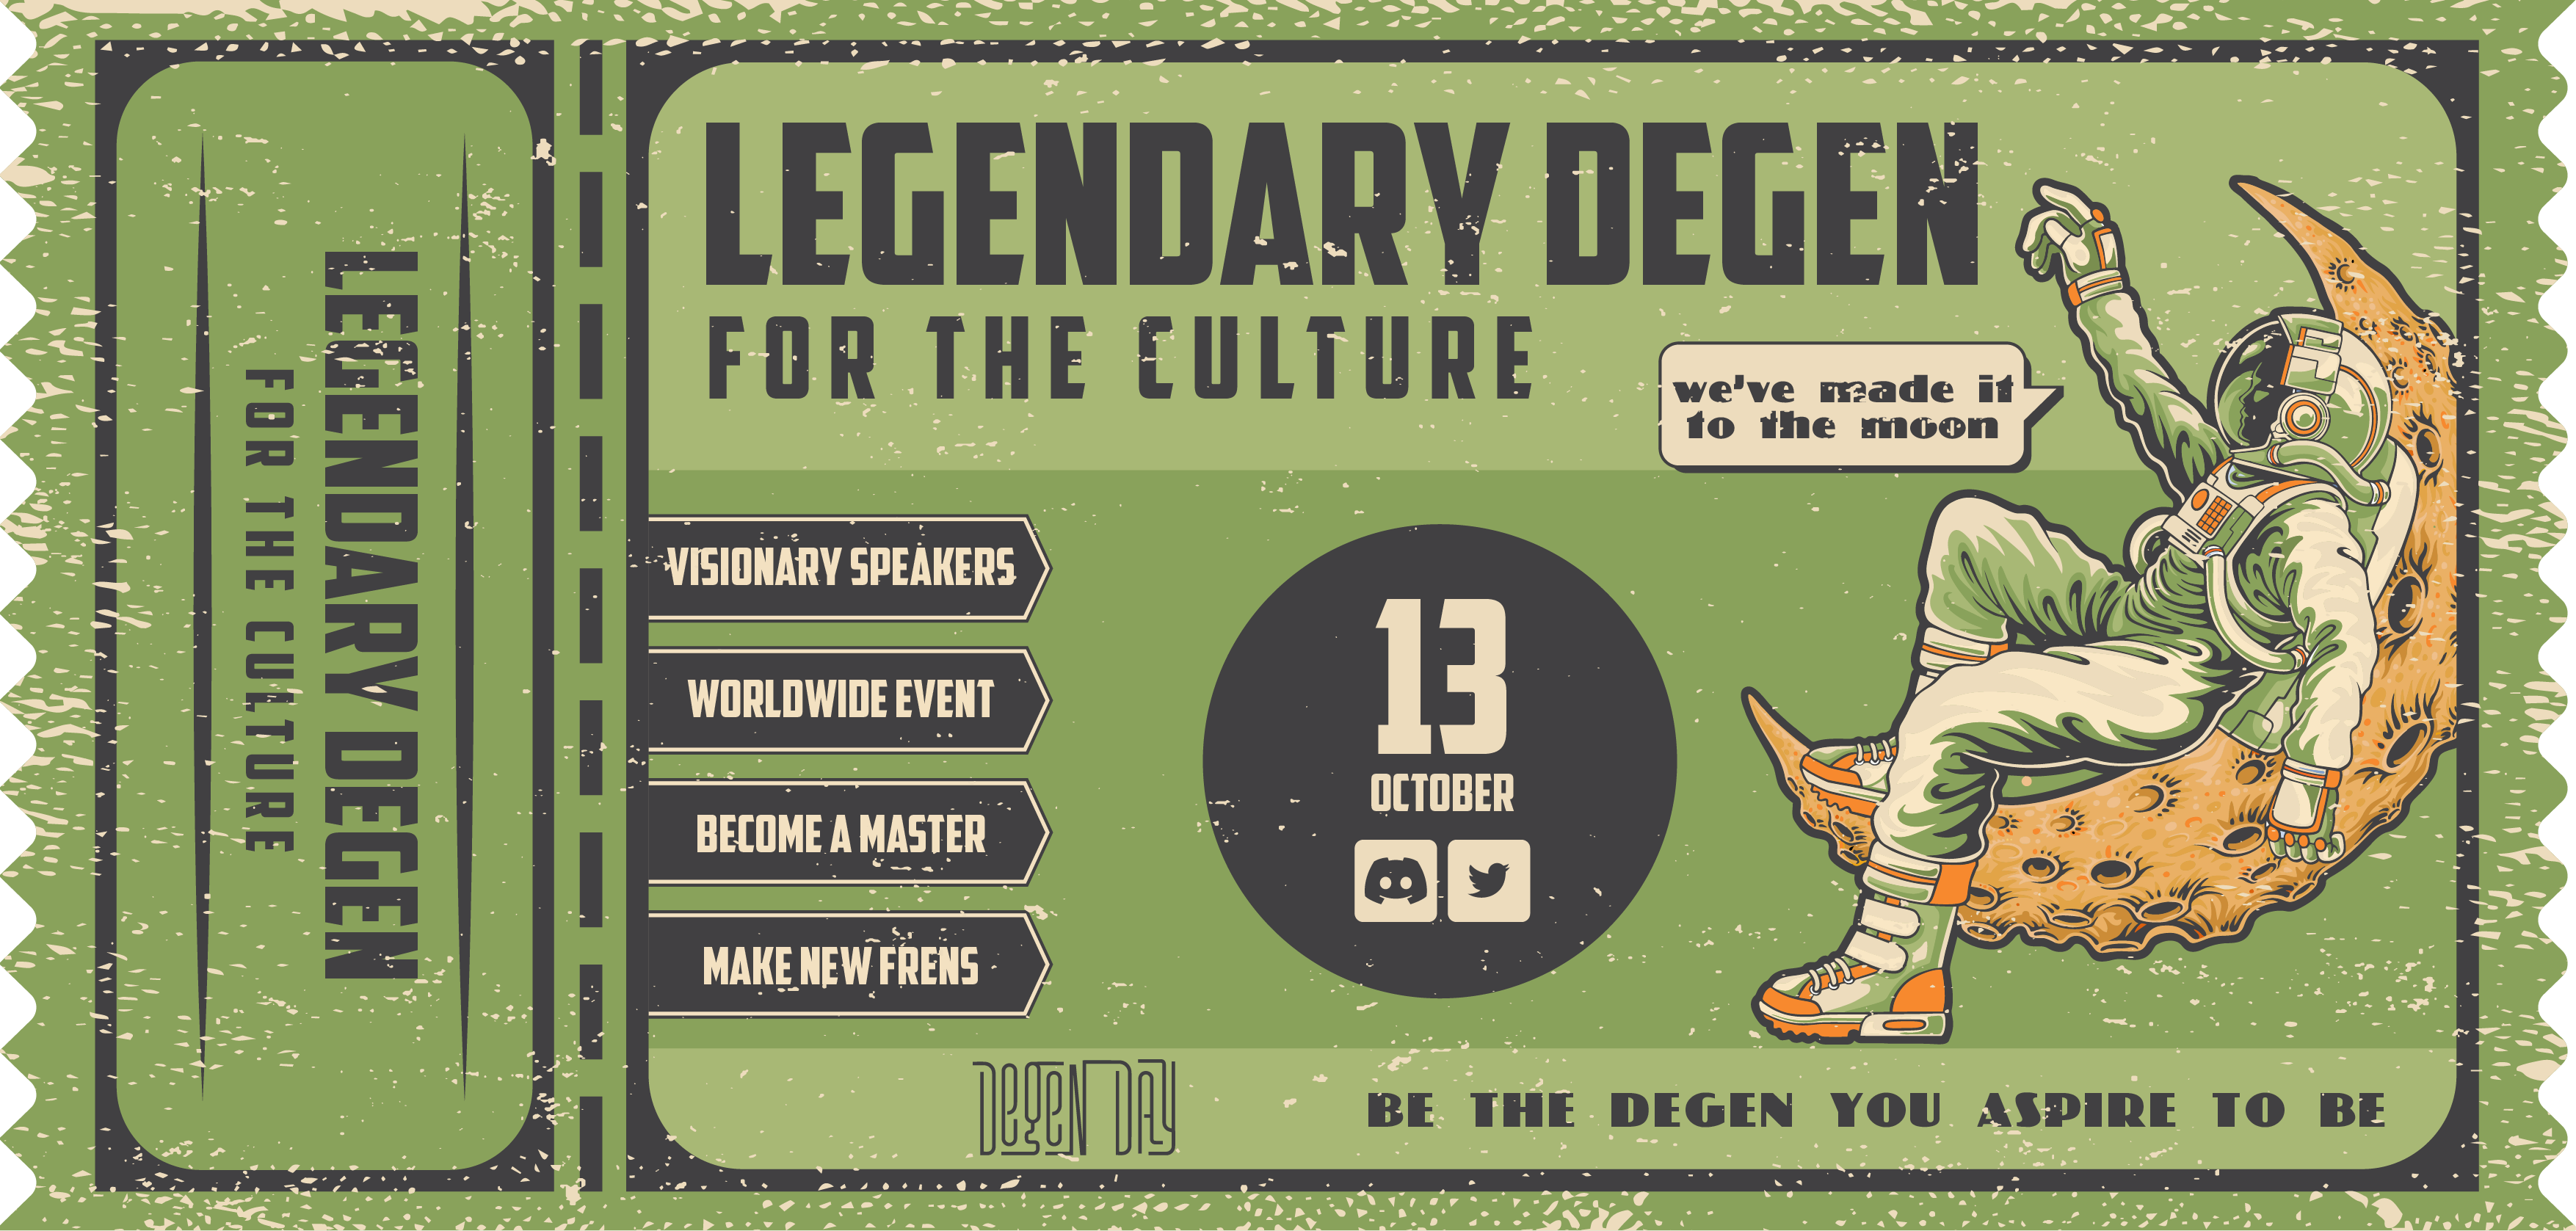 LEGENDARY DEGEN
FOR THE CULTURE
LEGENDARY DEGEN
FOR THE CULTURE
we've made it
to the moon
VISIONARY SPEAKERS
WORLDWIDE EVENT
BECOME A MASTER
MAKE NEW FRENS
13
OCTOBER
DegeN DAy
BE THE DEGEN YOU ASPIRE TO BE